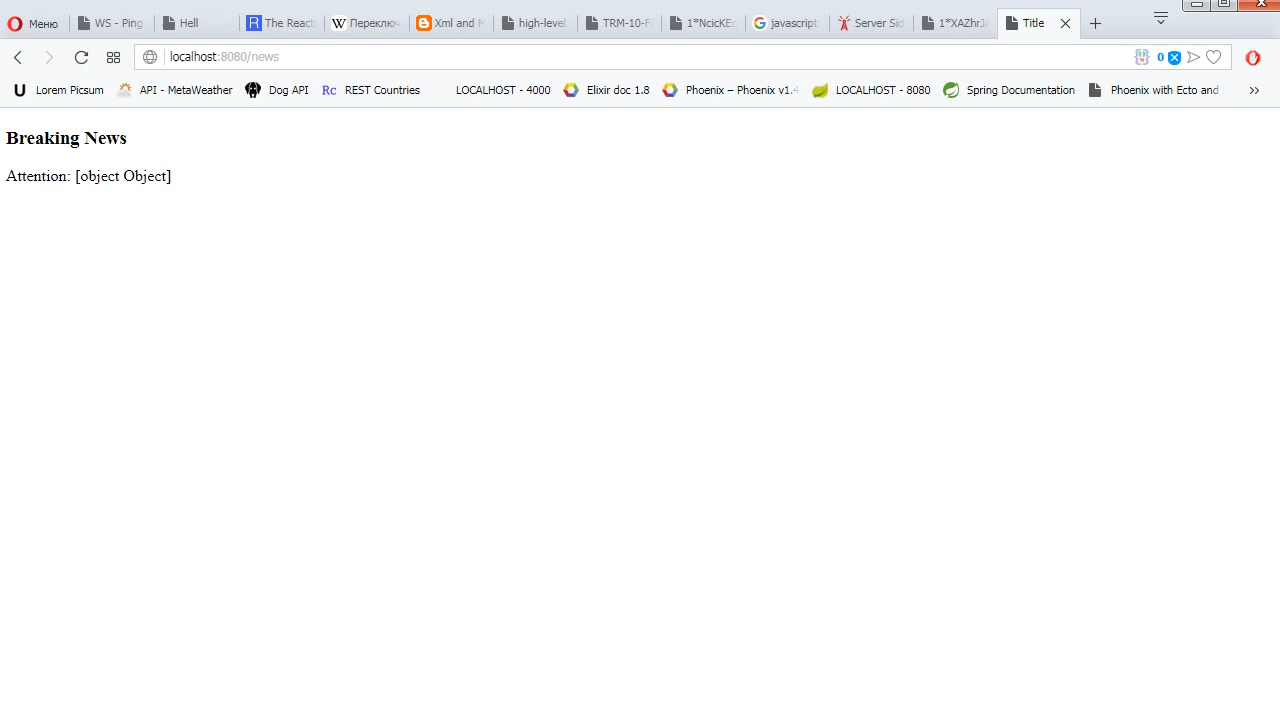 Меню
WS - Ping
Hell
The React
Переключ
Xml and M
high-level.
TRM-10-F
1*NcicKEc
javascript
Server Sid
1*XAZhrJA
Title
localhost:8080/news
0
Lorem Picsum
API - MetaWeather
Dog API
Rc REST Countries
LOCALHOST - 4000
Elixir doc 1.8
Phoenix – Phoenix v1.4
LOCALHOST - 8080
Spring Documentation
Phoenix with Ecto and
Breaking News
Attention: [object Object]